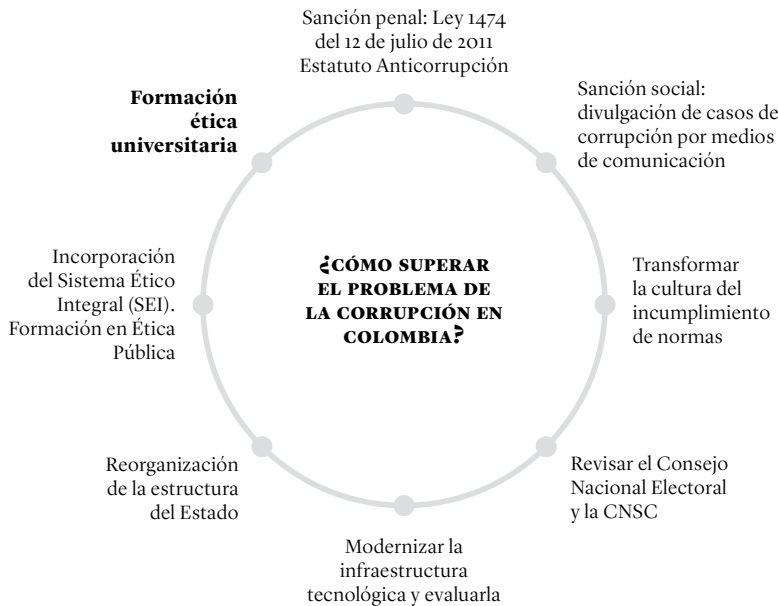 Sanción penal: Ley 1474
del 12 de julio de 2011
Estatuto Anticorrupción
Sanción social:
divulgación de casos de
corrupción por medios
de comunicación
Transformar
la cultura del
incumplimiento
de normas
Revisar el Consejo
Nacional Electoral
y la CNSC
Modernizar la
infraestructura
tecnológica y evaluarla
Reorganización
de la estructura
del Estado
Incorporación
del Sistema Ético
Integral (SEI).
Formación en Ética
Pública
Formación
ética
universitaria
¿CÓMO SUPERAR
EL PROBLEMA DE
LA CORRUPCIÓN EN
COLOMBIA?